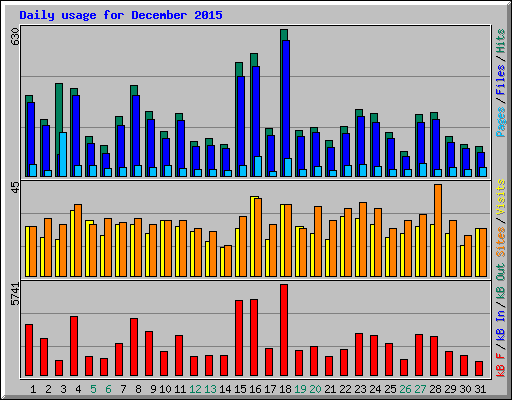 Daily usage for December 2015
630
Pages / Files / Hits
45
Sites / Visits
5741
kB F / kB In / kB Out
1 2 3 4 5 6 7 8 9 10 11 12 13 14 15 16 17 18 19 20 21 22 23 24 25 26 27 28 29 30 31